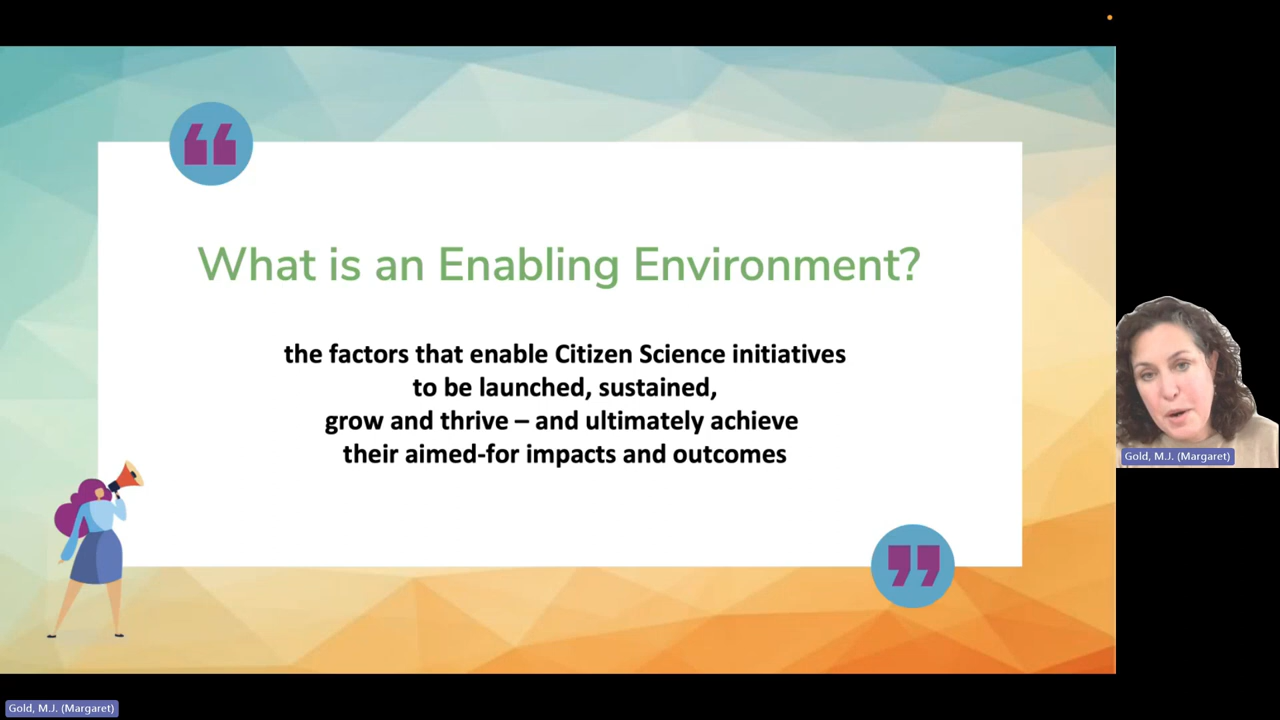 “
What is an Enabling Environment?
the factors that enable Citizen Science initiatives
to be launched, sustained,
grow and thrive – and ultimately achieve
their aimed-for impacts and outcomes
”
Gold, M.J. (Margaret)
Gold, M.J. (Margaret)